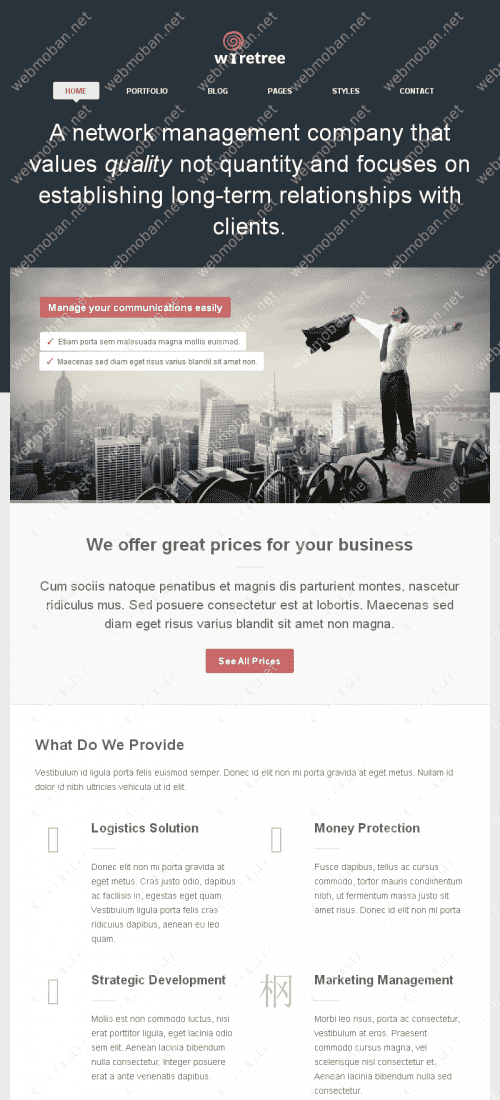 wiretree
HOME PORTFOLIO BLOG PAGES STYLES CONTACT
A network management company that
values quality not quantity and focuses on
establishing long-term relationships with
clients.
Manage your communications easily
✓ Etiam porta sem malesuada magna mollis euismod.
✓ Maecenas sed diam eget risus varius blandit sit amet non.
We offer great prices for your business
Cum sociis natoque penatibus et magnis dis parturient montes, nascetur
ridiculus mus. Sed posuere consectetur est at lobortis. Maecenas sed
diam eget risus varius blandit sit amet non magna.
See All Prices
What Do We Provide
Vestibulum id ligula porta felis euismod semper. Donec id elit non mi porta gravida at eget metus. Nullam id
dolor id nibh ultricies vehicula ut id elit.
Logistics Solution
Donec elit non mi porta gravida at
eget metus. Cras justo odio, dapibus
ac facilisis in, egestas eget quam.
Vestibulum ligula porta felis cras
ridiculus dapibus, aenean eu leo
quam.
Money Protection
Fusce dapibus, tellus ac cursus
commodo, tortor mauris condimentum
nibh, ut fermentum massa justo sit
amet risus. Donec id elit non mi porta.
Strategic Development
Mollis est non commodo luctus, nisi
erat porttitor ligula, eget lacinia odio
sem elit. Aenean lacinia bibendum
nulla consectetur. Integer posuere
erat a ante venenatis dapibus.
Marketing Management
Morbi leo risus, porta ac consectetur,
vestibulum at eros. Praesent
commodo cursus magna, vel
scelerisque nisl consectetur et.
Aenean lacinia bibendum nulla sed
consectetur.
webmoban.net